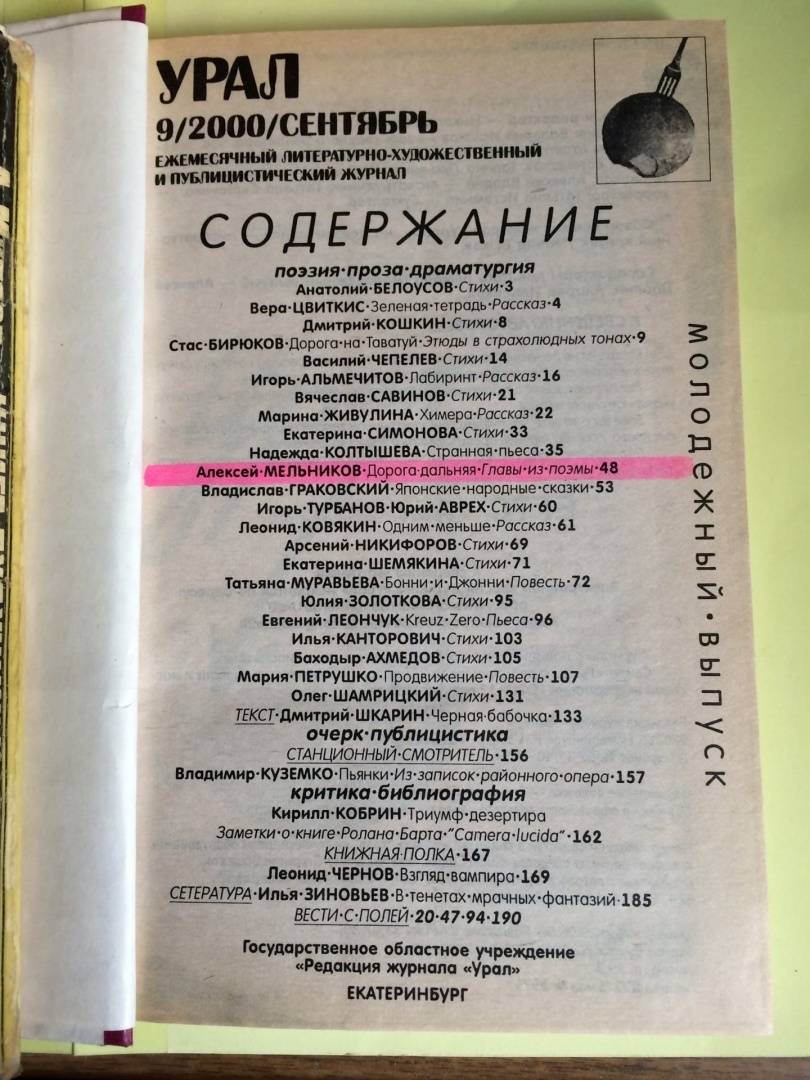 УРАЛ
9/2000/СЕНТЯБРЬ
ЕЖЕМЕСЯЧНЫЙ ЛИТЕРАТУРНО-ХУДОЖЕСТВЕННЫЙ
И ПУБЛИЦИСТИЧЕСКИЙ ЖУРНАЛ
СОДЕРЖАНИЕ
поэзия·проза·драматургия
Анатолий·БЕЛОУСОВ·Стихи·3
Вера·ЦВИТКИС·Зеленая·тетрадь·Рассказ·4
Дмитрий·КОШКИН·Стихи·8
Стас·БИРЮКОВ·Дорога·на·Таватуй·Этюды в страхолюдных тонах·9
Василий·ЧЕПЕЛЕВ·Стихи·14
Игорь·АЛЬМЕЧИТОВ·Лабиринт·Рассказ·16
Вячеслав·САВИНОВ·Стихи·21
Марина·ЖИВУЛИНА·Химера·Рассказ·22
Екатерина·СИМОНОВА·Стихи·33
Надежда·КОЛТЫШЕВА·Странная·пьеса·35
Алексей·МЕЛЬНИКОВ·Дорога·дальняя·Главы·из·поэмы·48
Владислав·ГРАКОВСКИЙ·Японские·народные·сказки·53
Игорь·ТУРБАНОВ·Юрий·АВРЕХ·Стихи·60
Леонид·КОВЯКИН·Одним·меньше·Рассказ·61
Арсений·НИКИФОРОВ·Стихи·69
Екатерина·ШЕМЯКИНА·Стихи·71
Татьяна·МУРАВЬЕВА·Бонни·и·Джонни·Повесть·72
Юлия·ЗОЛОТКОВА·Стихи·95
Евгений·ЛЕОНЧУК·Kreuz·Zero·Пьеса·96
Илья·КАНТОРОВИЧ·Стихи·103
Баходыр·АХМЕДОВ·Стихи·105
Мария·ПЕТРУШКО·Продвижение·Повесть·107
Олег·ШАМРИЦКИЙ·Стихи·131
ТЕКСТ·Дмитрий·ШКАРИН·Черная·бабочка·133
очерк·публицистика
СТАНЦИОННЫЙ·СМОТРИТЕЛЬ·156
Владимир·КУЗЕМКО·Пьянки·Из·записок·районного·опера·157
критика·библиография
Кирилл·КОБРИН·Триумф·дезертира
Заметки·о·книге·Ролана·Барта·"Camera·lucida"·162
КНИЖНАЯ·ПОЛКА·167
Леонид·ЧЕРНОВ·Взгляд·вампира·169
СЕТЕРАТУРА·Илья·ЗИНОВЬЕВ·В·тенетах·мрачных·фантазий·185
ВЕСТИ·С·ПОЛЕЙ·20·47·94·190
Государственное областное учреждение
«Редакция журнала «Урал»
ЕКАТЕРИНБУРГ
МОЛОДЕЖНЫЙ·ВЫПУСК